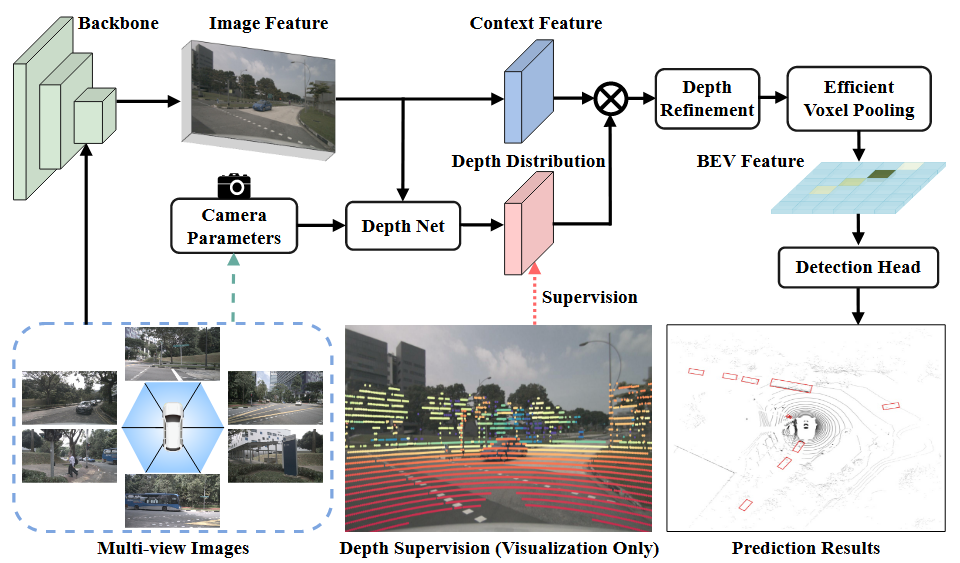 Backbone
Image Feature
Context Feature
Depth
Refinement
Efficient
Voxel Pooling
Depth Distribution
BEV Feature
Camera
Parameters
Depth Net
Detection Head
Supervision
Multi-view Images
Depth Supervision (Visualization Only)
Prediction Results